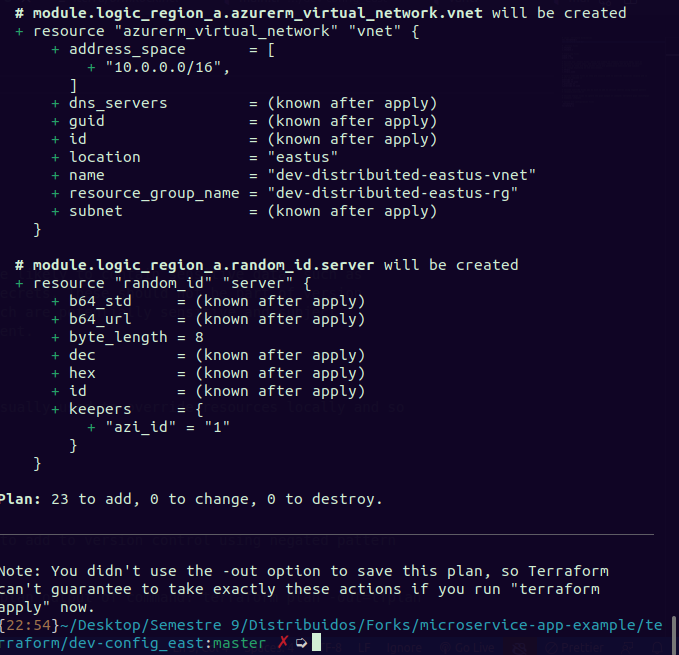 # module.logic_region_a.azurerm_virtual_network.vnet will be created
+ resource "azurerm_virtual_network" "vnet" {
+ address_space = [
+ "10.0.0.0/16",
]
+ dns_servers = (known after apply)
+ guid = (known after apply)
+ id = (known after apply)
+ location = "eastus"
+ name = "dev-distribuited-eastus-vnet"
+ resource_group_name = "dev-distribuited-eastus-rg"
+ subnet = (known after apply)
}
# module.logic_region_a.random_id.server will be created
+ resource "random_id" "server" {
+ b64_std = (known after apply)
+ b64_url = (known after apply)
+ byte_length = 8
+ dec = (known after apply)
+ hex = (known after apply)
+ id = (known after apply)
+ keepers = {
+ "azi_id" = "1"
}
}
Plan: 23 to add, 0 to change, 0 to destroy.
Note: You didn't use the -out option to save this plan, so Terraform
can't guarantee to take exactly these actions if you run "terraform
apply" now.
{22:54}~/Desktop/Semestre 9/Distribuidos/Forks/microservice-app-example/te
rraform/dev-config_east:master ✗ ➭